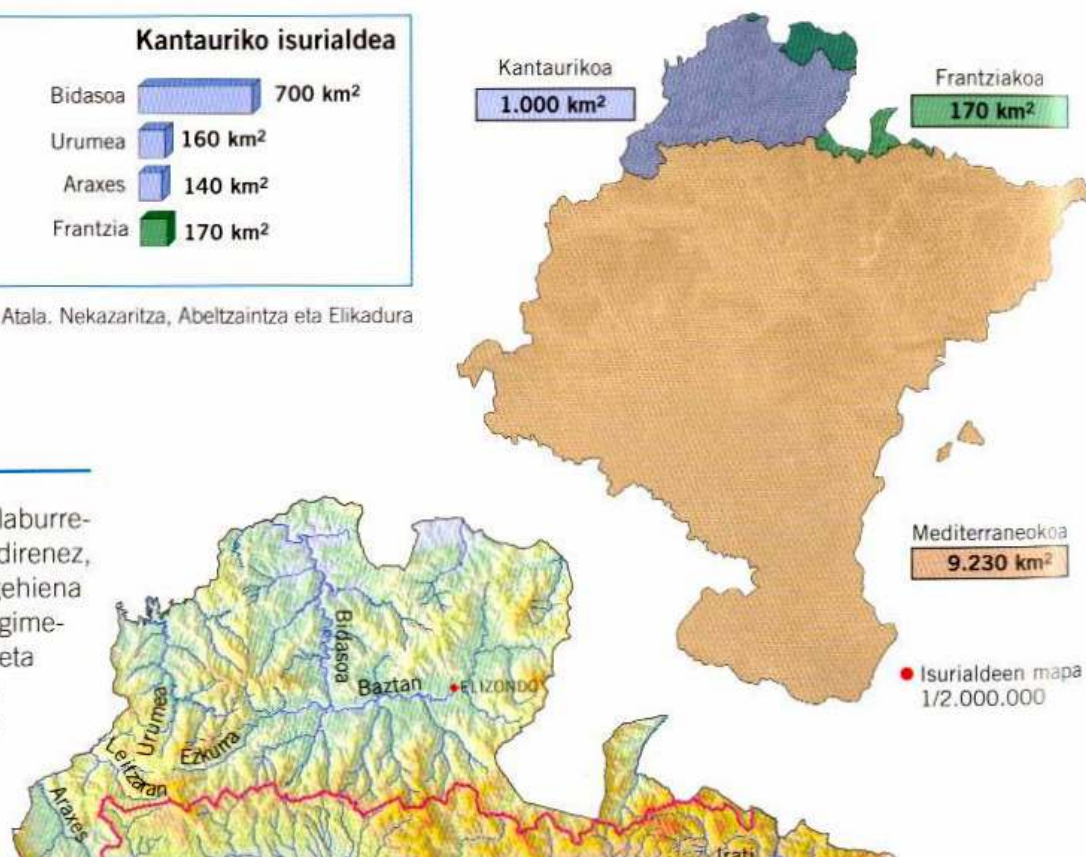 Kantauriko isurialdea
Bidasoa 700 km²
Urumea 160 km²
Araxes 140 km²
Frantzia 170 km²
Atala. Nekazaritza, Abeltzaintza eta Elikadura
Kantaurikoa
1.000 km²
Frantziakoa
170 km²
Mediterraneokoa
9.230 km²
Isurialdeen mapa
1/2.000.000
laburre-
direnez,
gehiena
gime-
eta
Bidasoa
Baztan
ELIZONDO
Urumea
Ezkurra
Leitzaran
Araxes
Irati